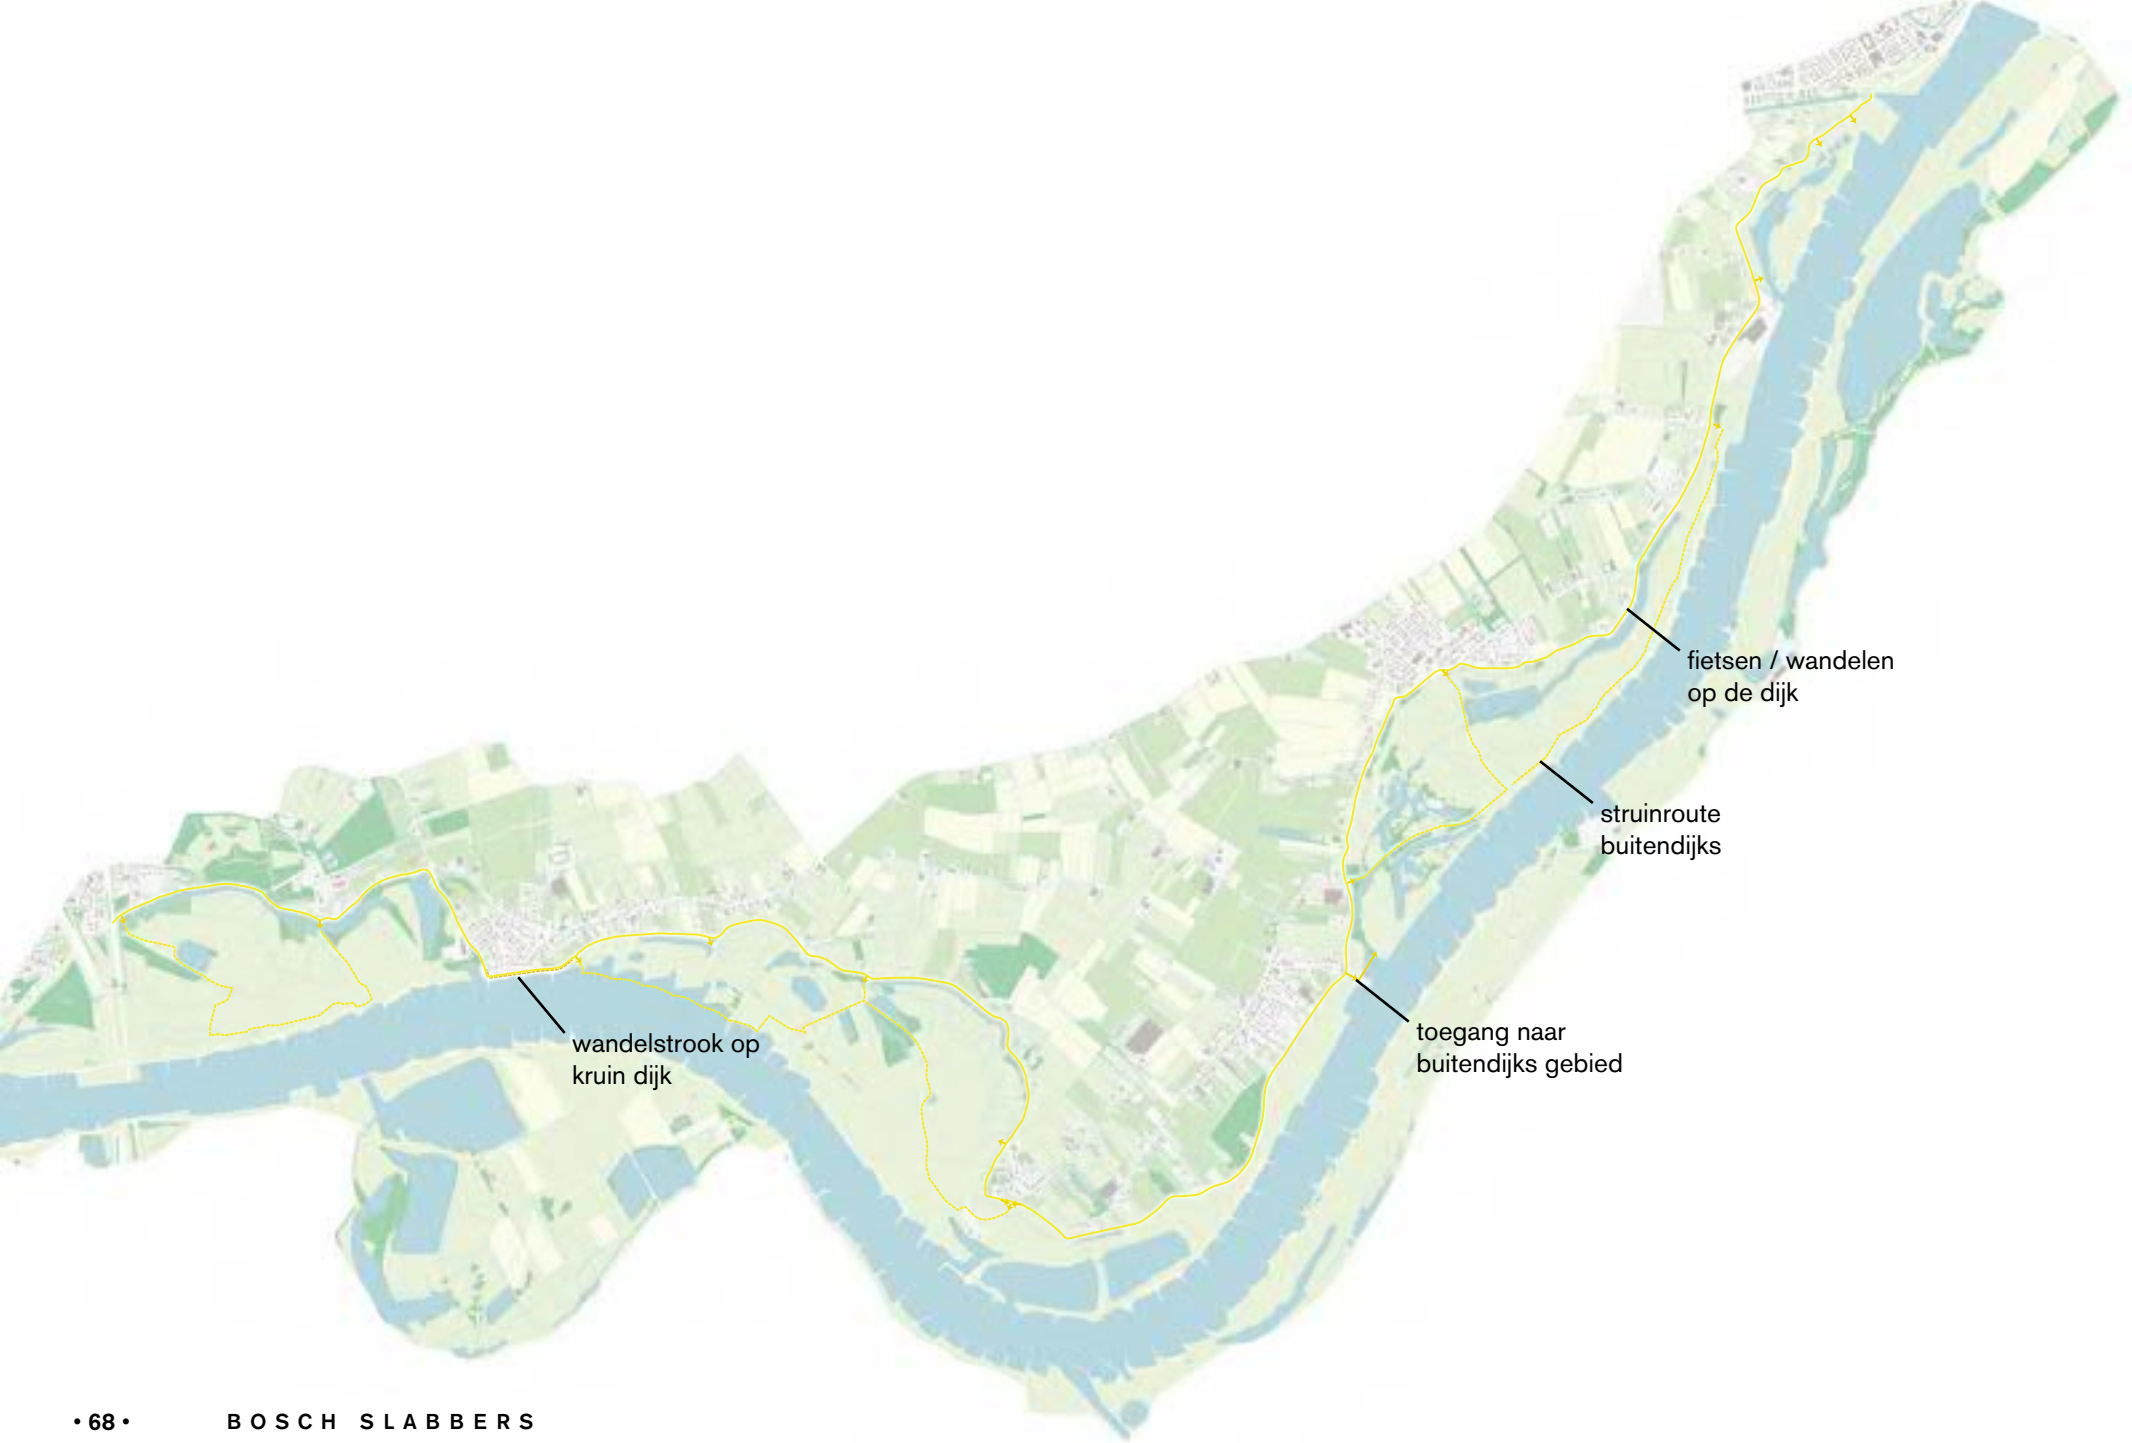 fietsen / wandelen
op de dijk
struinroute
buitendijks
toegang naar
buitendijks gebied
wandelstrook op
kruin dijk
• 68 •
BOSCH SLABBERS